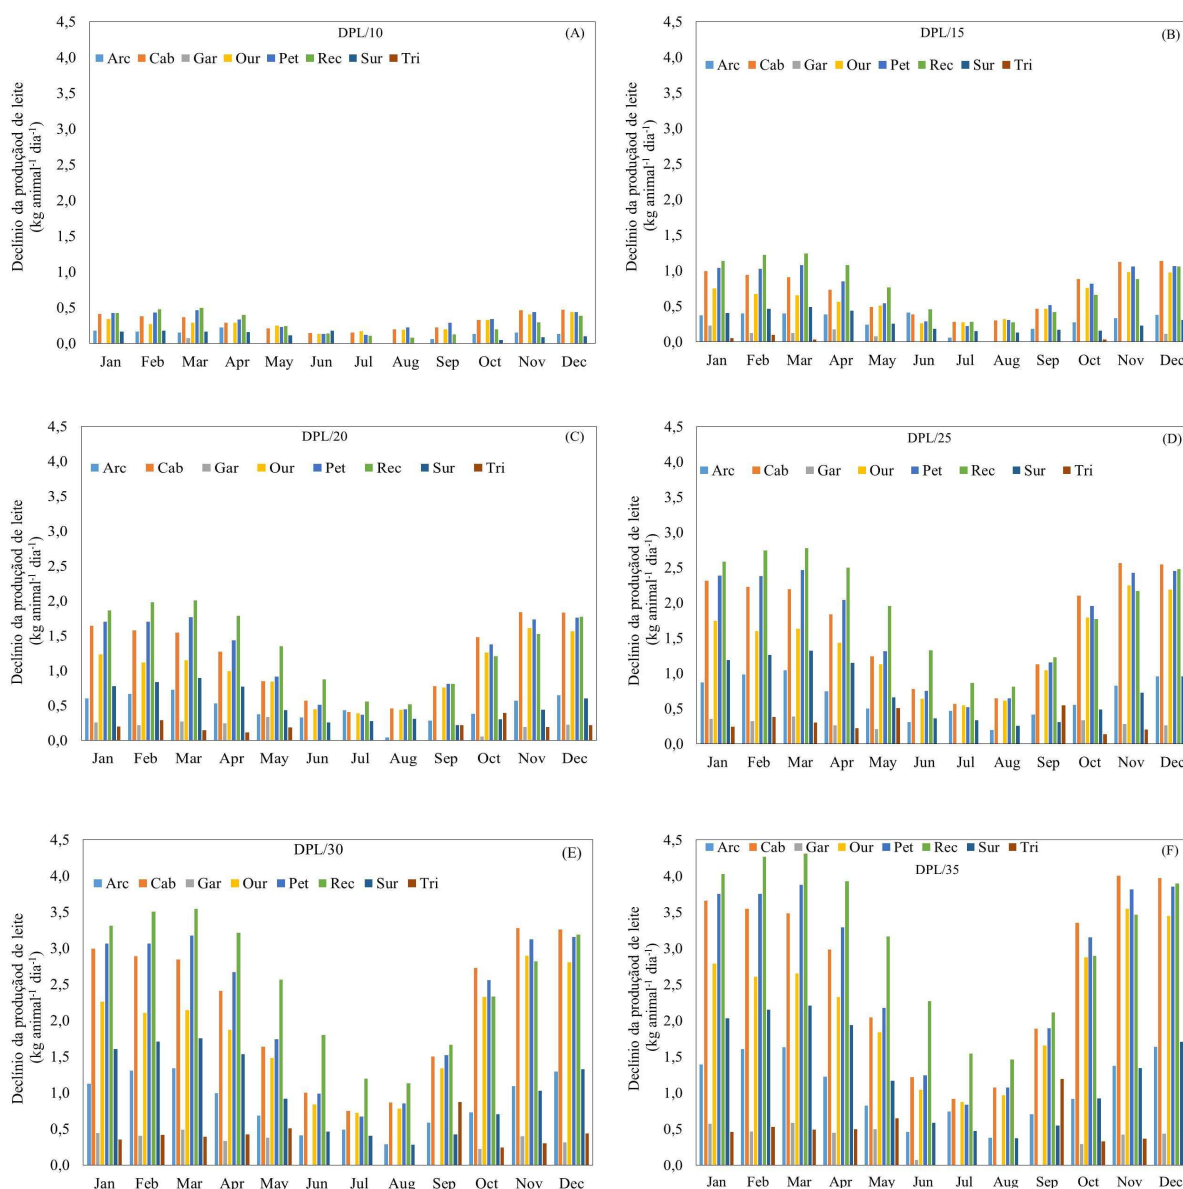 DPL/10
(A)
Arc Cab Gar Our Pet Rec Sur Tri
Declínio da produçãod de leite
(kg animal-1 dia-1)
4,5
4,0
3,5
3,0
2,5
2,0
1,5
1,0
0,5
0,0
Jan Feb Mar Apr May Jun Jul Aug Sep Oct Nov Dec
DPL/15
(B)
Arc Cab Gar Our Pet Rec Sur Tri
Declínio da produçãod de leite
(kg animal-1 dia-1)
4,5
4,0
3,5
3,0
2,5
2,0
1,5
1,0
0,5
0,0
Jan Feb Mar Apr May Jun Jul Aug Sep Oct Nov Dec
DPL/20
(C)
Arc Cab Gar Our Pet Rec Sur Tri
Declínio da produçãod de leite
(kg animal-1 dia-1)
4,5
4,0
3,5
3,0
2,5
2,0
1,5
1,0
0,5
0,0
Jan Feb Mar Apr May Jun Jul Aug Sep Oct Nov Dec
DPL/25
(D)
Arc Cab Gar Our Pet Rec Sur Tri
Declínio da produçãod de leite
(kg animal-1 dia-1)
4,5
4,0
3,5
3,0
2,5
2,0
1,5
1,0
0,5
0,0
Jan Feb Mar Apr May Jun Jul Aug Sep Oct Nov Dec
DPL/30
(E)
Arc Cab Gar Our Pet Rec Sur Tri
Declínio da produçãod de leite
(kg animal-1 dia-1)
4,5
4,0
3,5
3,0
2,5
2,0
1,5
1,0
0,5
0,0
Jan Feb Mar Apr May Jun Jul Aug Sep Oct Nov Dec
Arc Cab Gar Our Pet Rec Sur Tri
(F)
DPL/35
Declínio da produçãod de leite
(kg animal-1 dia-1)
4,5
4,0
3,5
3,0
2,5
2,0
1,5
1,0
0,5
0,0
Jan Feb Mar Apr May Jun Jul Aug Sep Oct Nov Dec